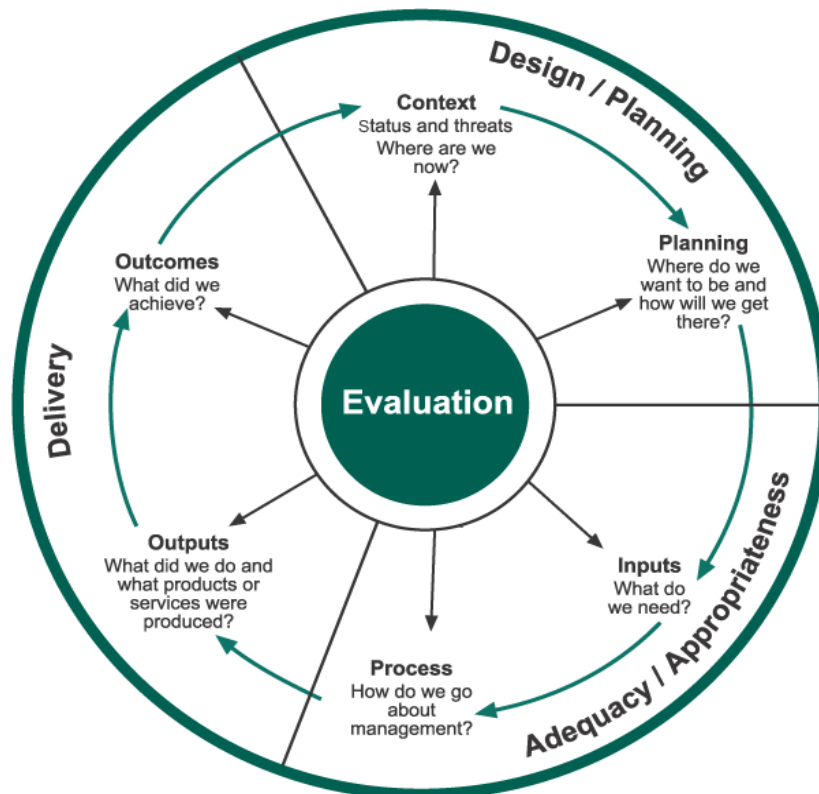 Design / Planning
Context
Status and threats
Where are we
now?
Planning
Where do we
want to be and
how will we get
there?
Outcomes
What did we
achieve?
Evaluation
Delivery
Outputs
What did we do and
what products or
services were
produced?
Inputs
What do
we need?
Process
How do we go
about
management?
Adequacy / Appropriateness